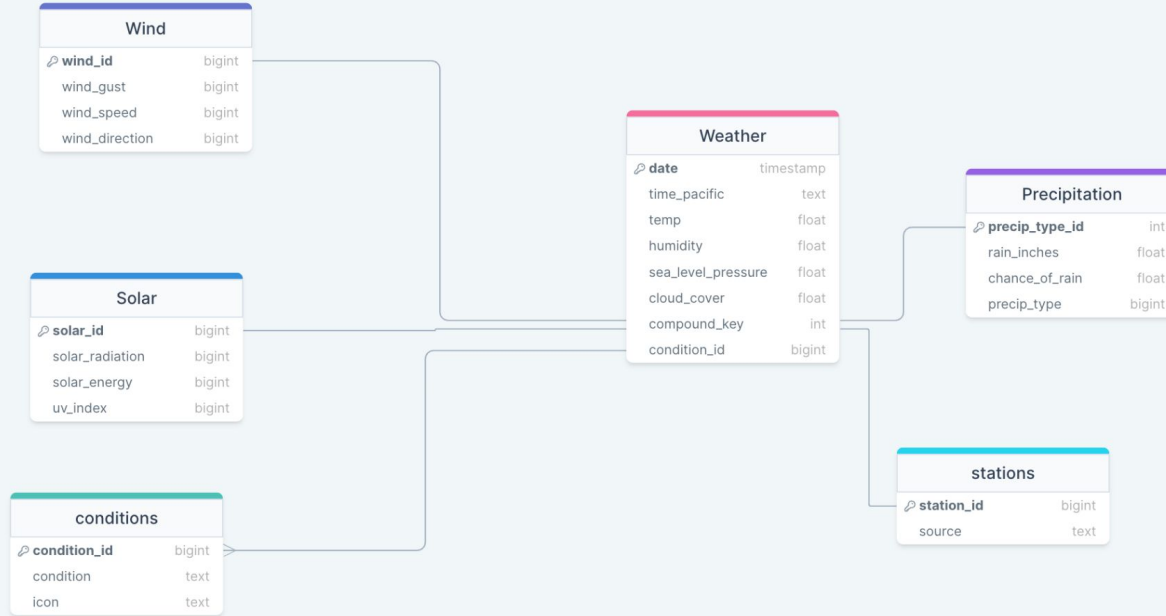 Wind
wind_id bigint
wind_gust bigint
wind_speed bigint
wind_direction bigint
Weather
date timestamp
time_pacific text
temp float
humidity float
sea_level_pressure float
cloud_cover float
compound_key int
condition_id bigint
Precipitation
precip_type_id int
rain_inches float
chance_of_rain float
precip_type bigint
Solar
solar_id bigint
solar_radiation bigint
solar_energy bigint
uv_index bigint
stations
station_id bigint
source text
conditions
condition_id bigint
condition text
icon text